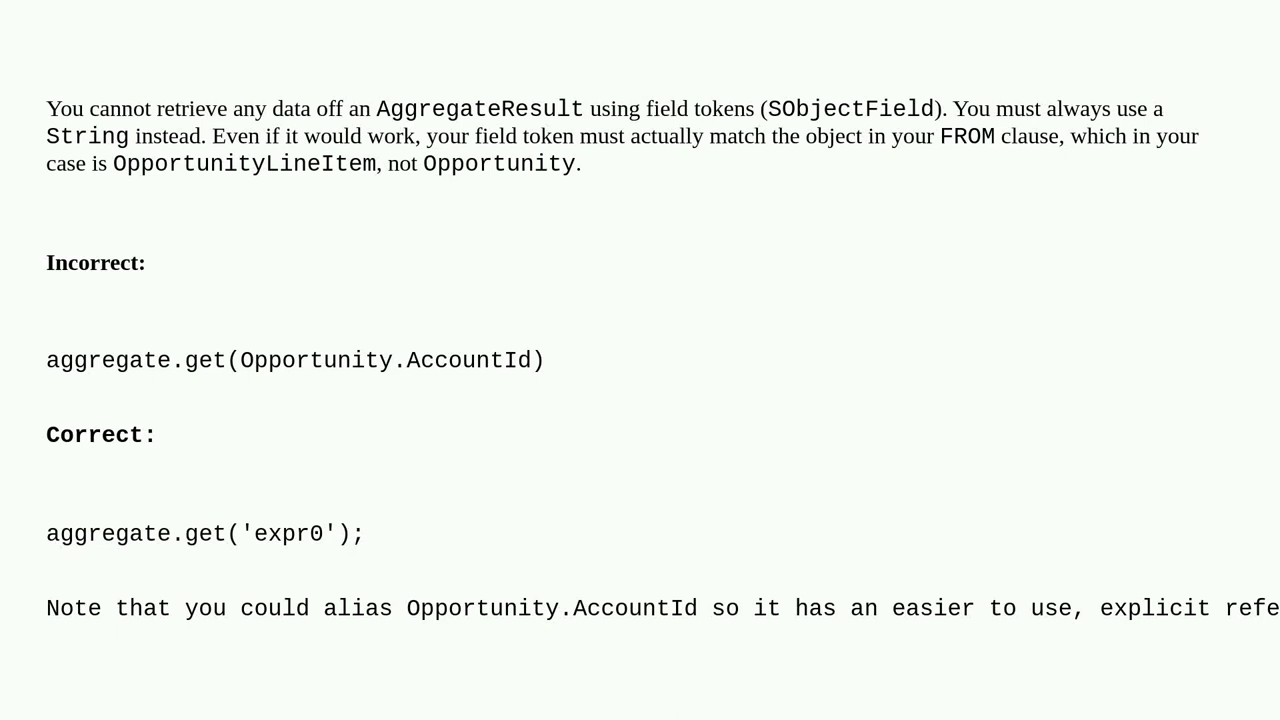 You cannot retrieve any data off an AggregateResult using field tokens (SObjectField). You must always use a
String instead. Even if it would work, your field token must actually match the object in your FROM clause, which in your
case is OpportunityLineItem, not Opportunity.
Incorrect:
aggregate.get(Opportunity.AccountId)
Correct:
aggregate.get('expr0');
Note that you could alias Opportunity.AccountId so it has an easier to use, explicit